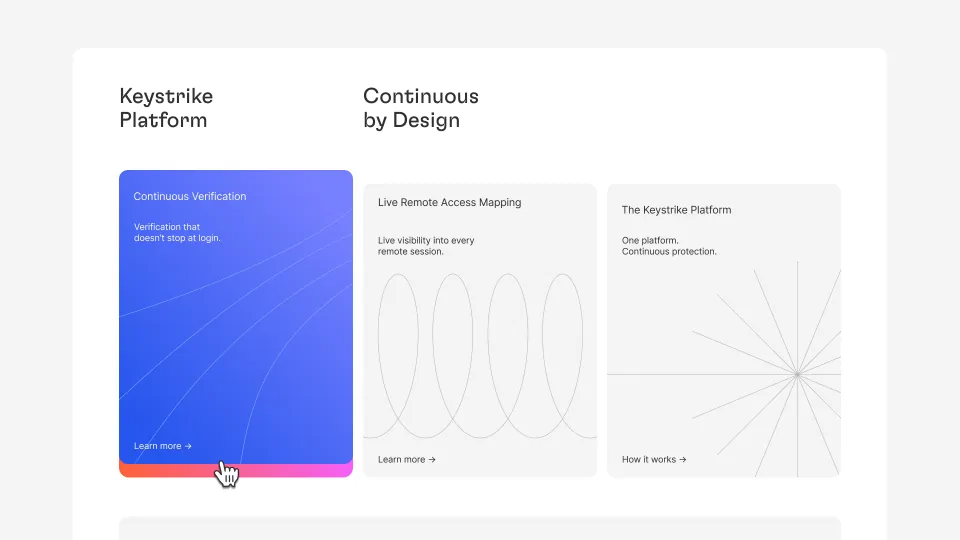 Keystrike
Platform
Continuous
by Design
Continuous Verification
Verification that
doesn't stop at login.
Learn more →
Live Remote Access Mapping
Live visibility into every
remote session.
Learn more →
The Keystrike Platform
One platform.
Continuous protection.
How it works →